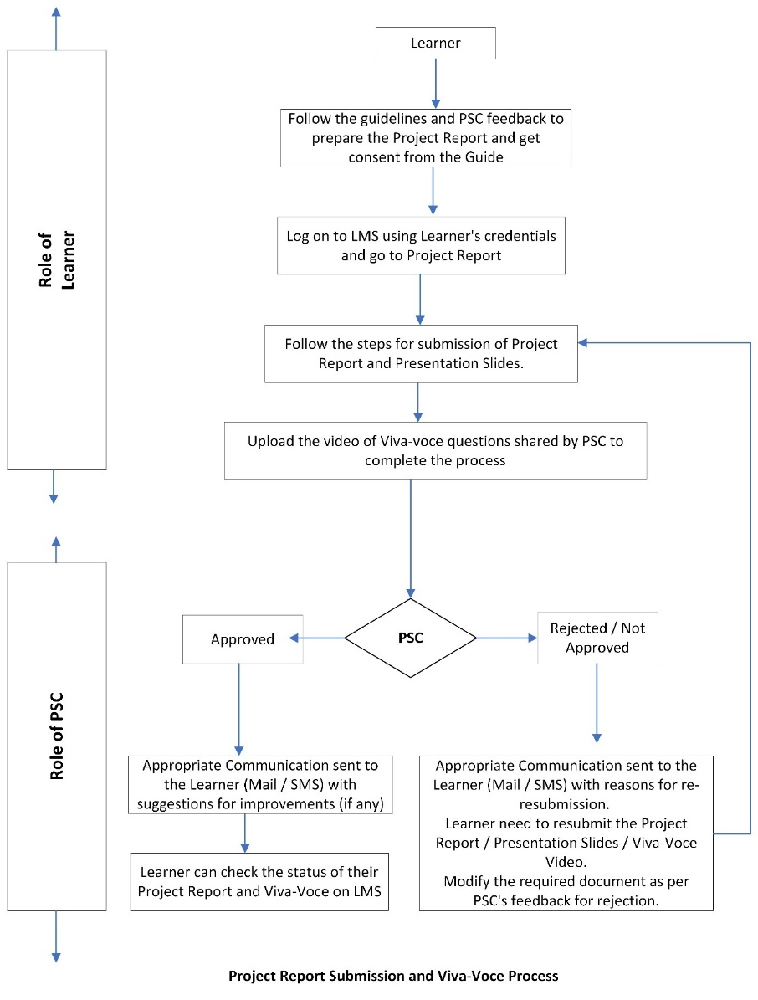 Learner
Follow the guidelines and PSC feedback to
prepare the Project Report and get
consent from the Guide
Log on to LMS using Learner's credentials
and go to Project Report
Role of
Learner
Follow the steps for submission of Project
Report and Presentation Slides.
Upload the video of Viva-voce questions shared by PSC to
complete the process
Role of PSC
PSC
Approved
Rejected / Not
Approved
Appropriate Communication sent to
the Learner (Mail / SMS) with
suggestions for improvements (if any)
Learner can check the status of their
Project Report and Viva-Voce on LMS
Appropriate Communication sent to the
Learner (Mail / SMS) with reasons for re-
resubmission.
Learner need to resubmit the Project
Report / Presentation Slides / Viva-Voce
Video.
Modify the required document as per
PSC's feedback for rejection.
Project Report Submission and Viva-Voce Process